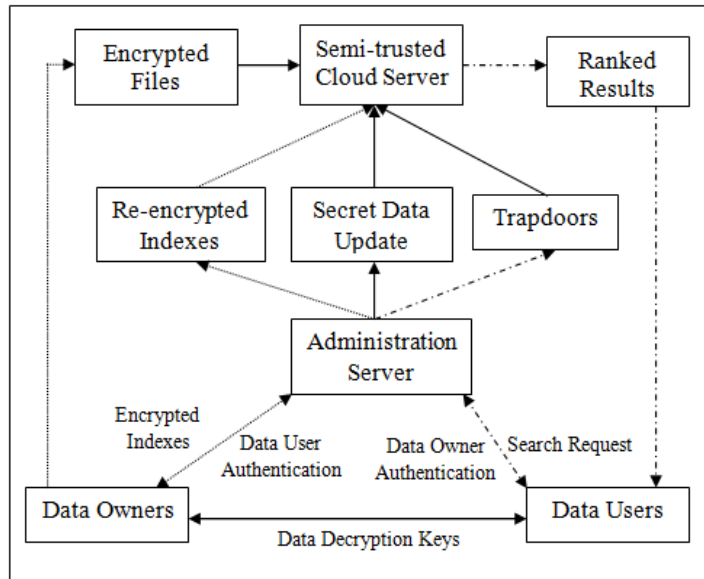 Encrypted
Files
Semi-trusted
Cloud Server
Ranked
Results
Re-encrypted
Indexes
Secret Data
Update
Trapdoors
Administration
Server
Encrypted
Indexes
Data User
Authentication
Data Owner
Authentication
Search Request
Data Owners
Data Decryption Keys
Data Users